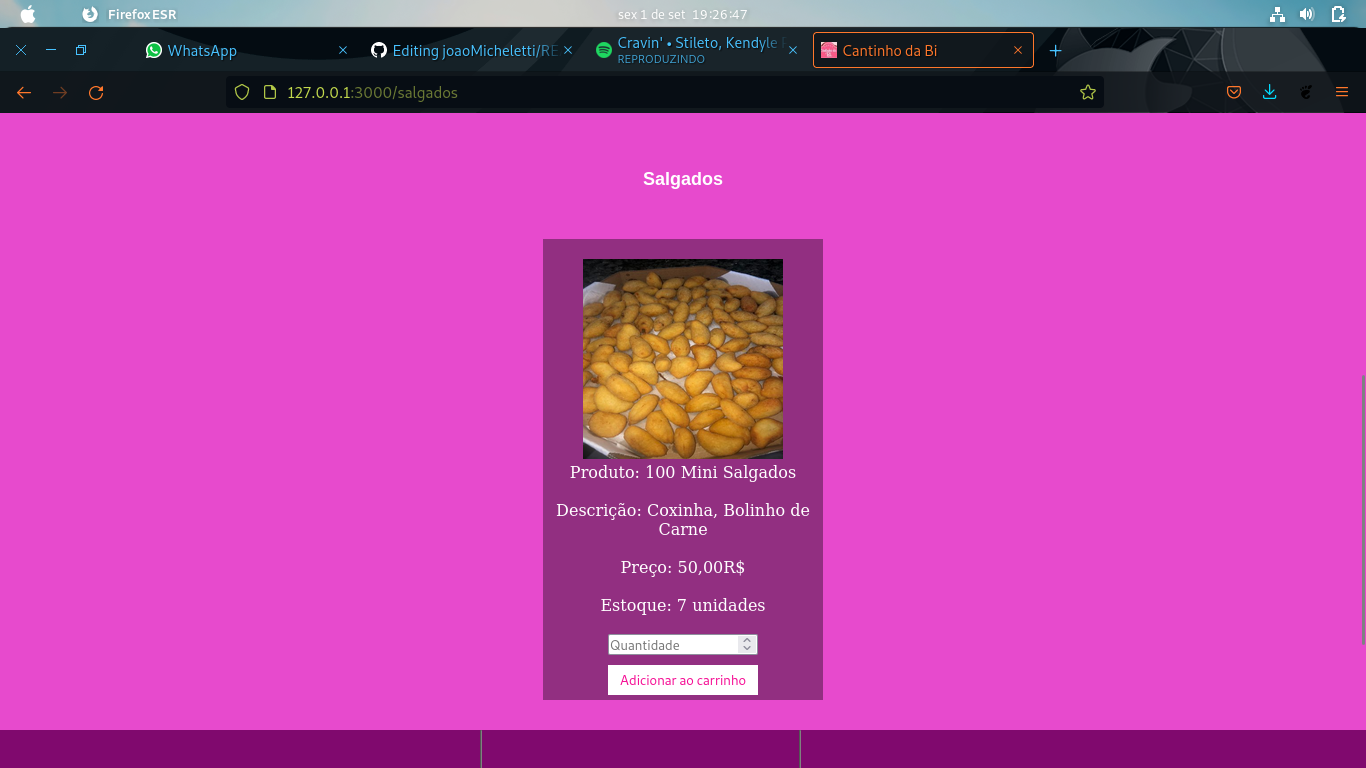 Firefox ESR
sex 1 de set 19:26:47
WhatsApp
Editing joaoMicheletti/RE
Cravin' • Stileto, Kendyle
REPRODUZINDO
Cantinho da Bi
127.0.0.1:3000/salgados
Salgados
Produto: 100 Mini Salgados
Descrição: Coxinha, Bolinho de
Carne
Preço: 50,00R$
Estoque: 7 unidades
Quantidade
Adicionar ao carrinho